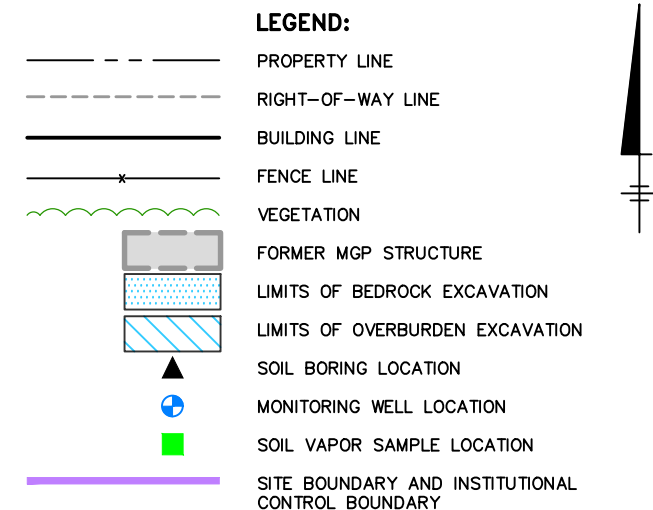 LEGEND:
PROPERTY LINE
RIGHT-OF-WAY LINE
BUILDING LINE
x
FENCE LINE
VEGETATION
FORMER MGP STRUCTURE
LIMITS OF BEDROCK EXCAVATION
LIMITS OF OVERBURDEN EXCAVATION
SOIL BORING LOCATION
MONITORING WELL LOCATION
SOIL VAPOR SAMPLE LOCATION
SITE BOUNDARY AND INSTITUTIONAL
CONTROL BOUNDARY